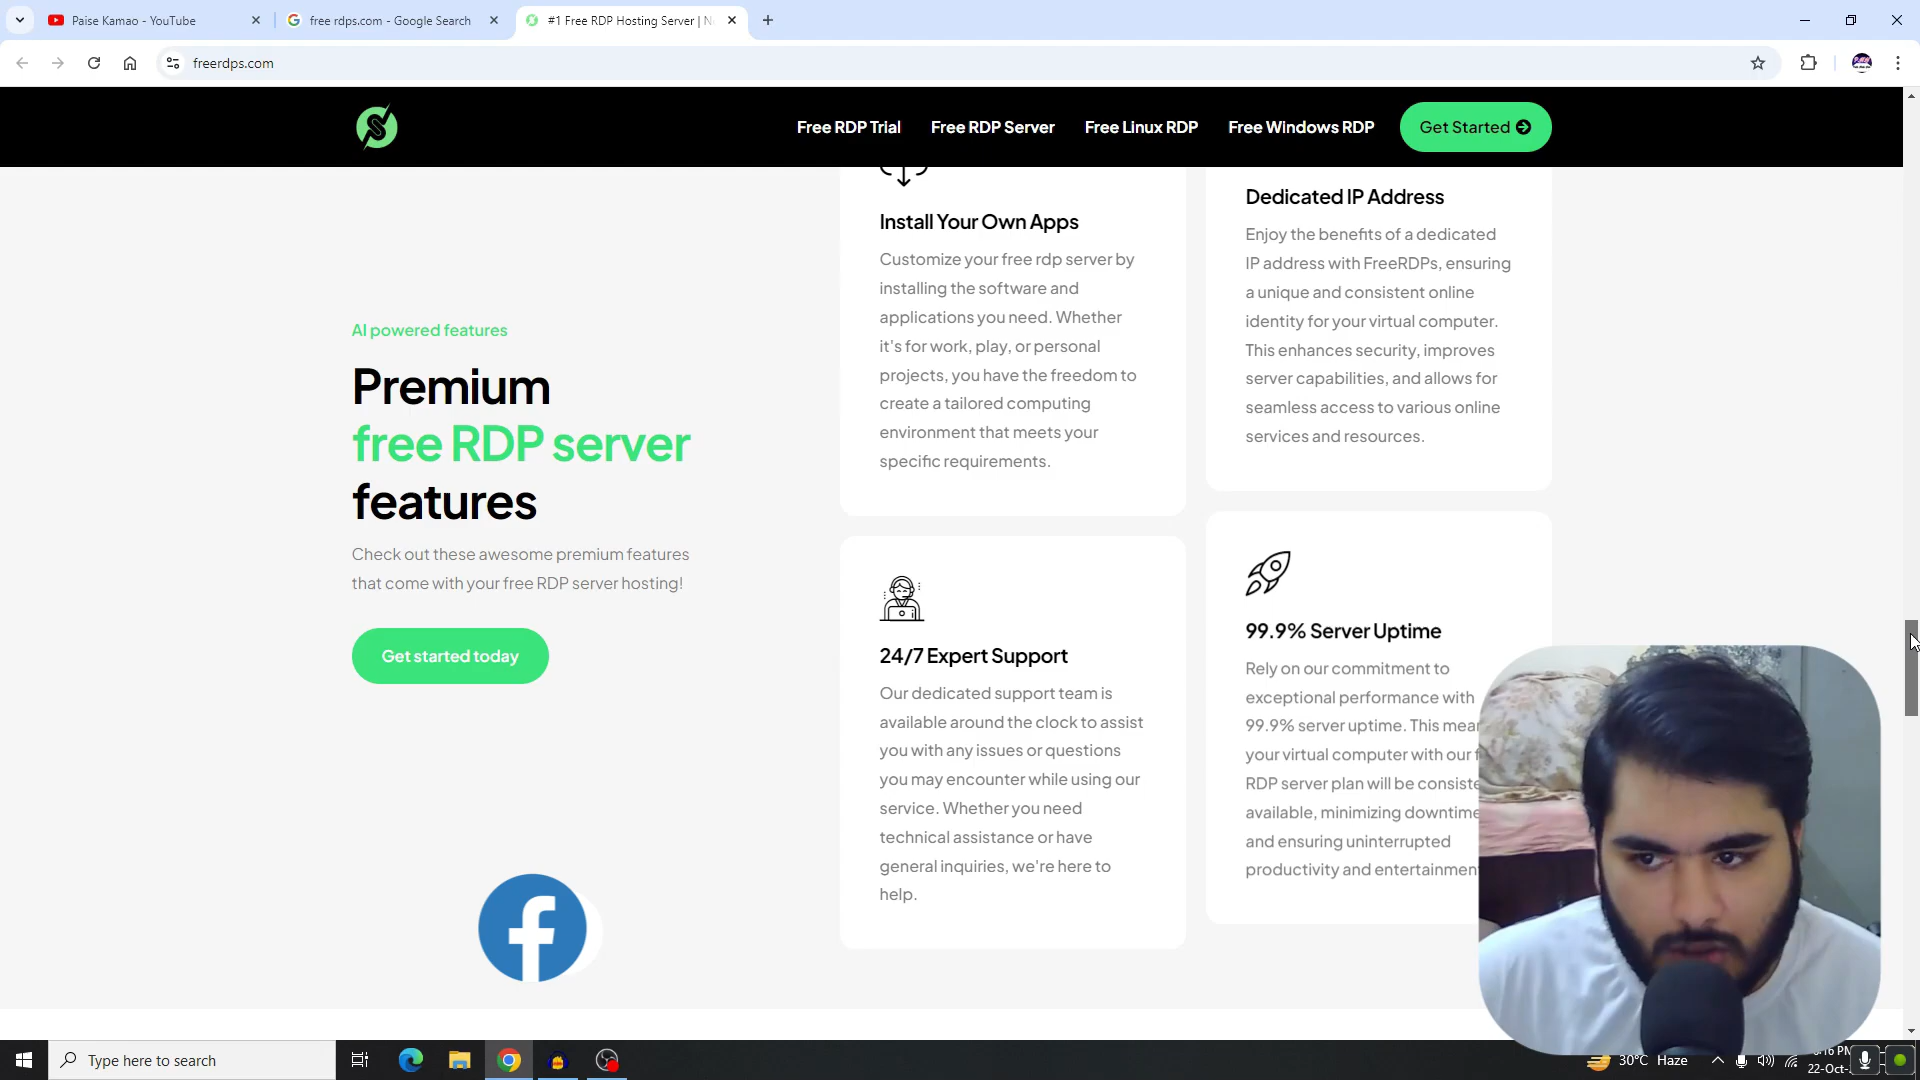 Paise Kamao - YouTube
free rdps.com - Google Search
#1 Free RDP Hosting Server |
freerdps.com
Free RDP Trial
Free RDP Server
Free Linux RDP
Free Windows RDP
Get Started
AI powered features
Premium
free RDP server
features
Check out these awesome premium features
that come with your free RDP server hosting!
Get started today
Install Your Own Apps
Customize your free rdp server by
installing the software and
applications you need. Whether
it's for work, play, or personal
projects, you have the freedom to
create a tailored computing
environment that meets your
specific requirements.
Dedicated IP Address
Enjoy the benefits of a dedicated
IP address with FreeRDPs, ensuring
a unique and consistent online
identity for your virtual computer.
This enhances security, improves
server capabilities, and allows for
seamless access to various online
services and resources.
24/7 Expert Support
Our dedicated support team is
available around the clock to assist
you with any issues or questions
you may encounter while using our
service. Whether you need
technical assistance or have
general inquiries, we're here to
help.
99.9% Server Uptime
Rely on our commitment to
exceptional performance with
99.9% server uptime. This
your virtual computer with our
RDP server plan will be
available, minimizing downtime
and ensuring uninterrupted
productivity and entertainment
Type here to search
30°C Haze
22-Oct